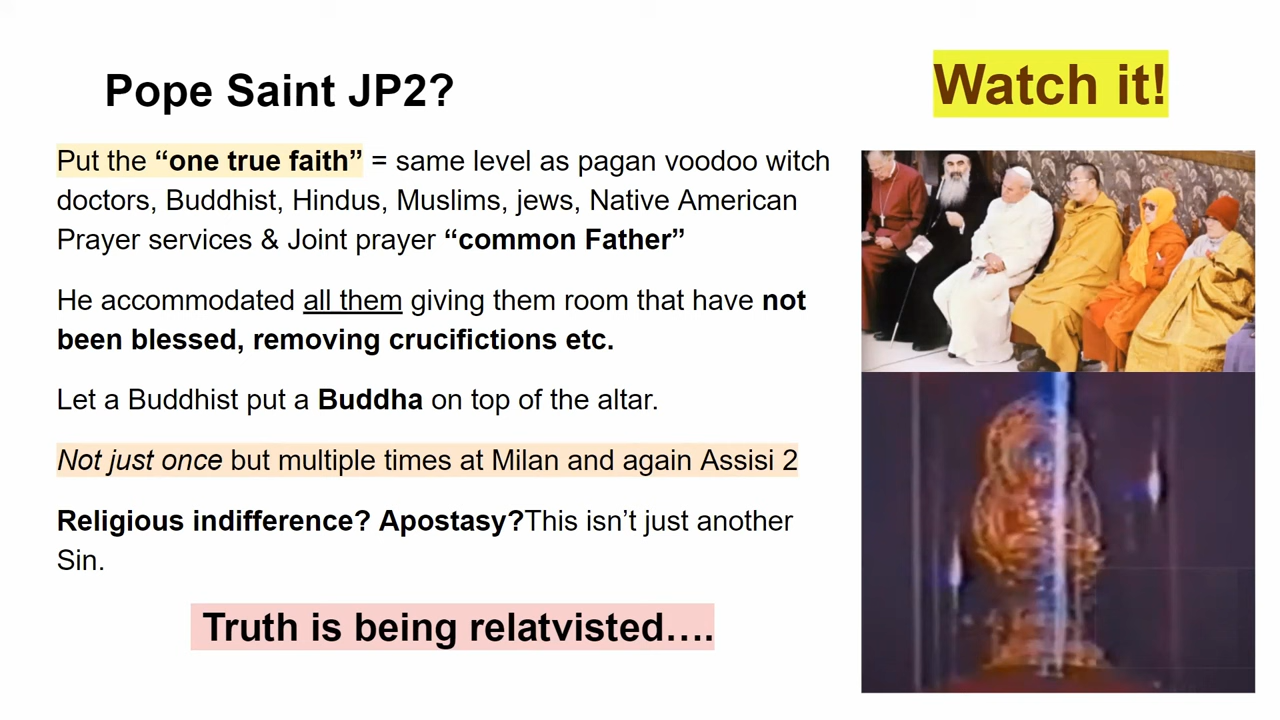 Pope Saint JP2?
Watch it!
Put the “one true faith” = same level as pagan voodoo witch
doctors, Buddhist, Hindus, Muslims, jews, Native American
Prayer services & Joint prayer “common Father”
He accommodated all them giving them room that have not
been blessed, removing crucifictions etc.
Let a Buddhist put a Buddha on top of the altar.
Not just once but multiple times at Milan and again Assisi 2
Religious indifference? Apostasy?This isn’t just another
Sin.
Truth is being relatvisted….